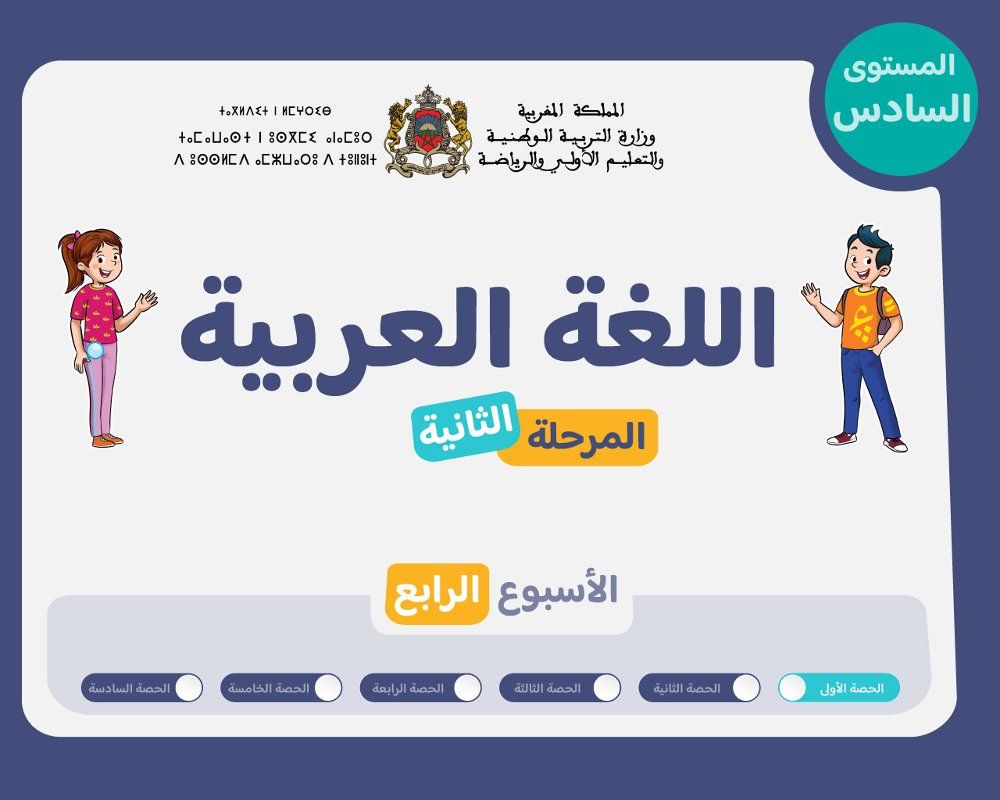 المستوى
السادس
المملكة المغربية
وزارة التربية الوطنية
والتعليم الأولي والرياضة
ⵜⴰⴳⵍⴷⵉⵜ ⵏ ⵍⵎⵖⵔⵉⴱ
ⵜⴰⵎⴰⵡⴰⵙⵜ ⵏ ⵓⵙⴳⵎⵉ ⴰⵏⴰⵎⵓⵔ
ⴷ ⵓⵙⵙⵍⵎⴷ ⴰⵎⵣⵡⴰⵔⵓ ⴷ ⵜⵓⵏⵏⵓⵏⵜ
اللغة العربية
المرحلة الثانية
الأسبوع الرابع
الحصة الأولى
الحصة الثانية
الحصة الثالثة
الحصة الرابعة
الحصة الخامسة
الحصة السادسة